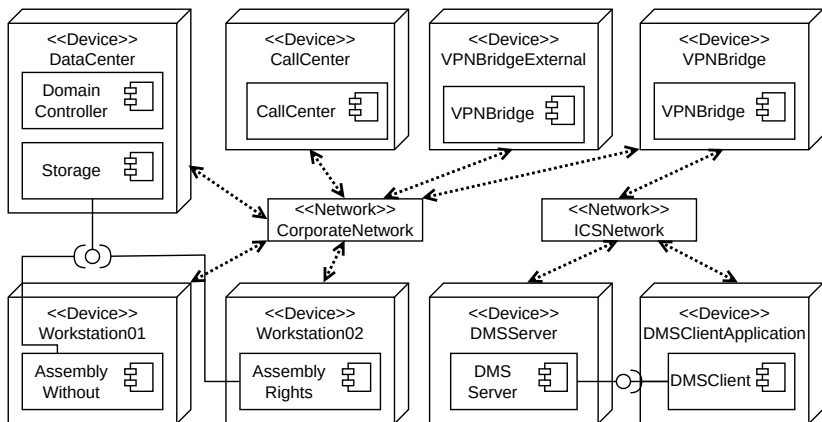 <<Device>>
DataCenter
Domain
Controller
Storage
<<Device>>
CallCenter
CallCenter
<<Device>>
VPNBridgeExternal
VPNBridge
<<Device>>
VPNBridge
VPNBridge
<<Network>>
CorporateNetwork
<<Network>>
ICSNetwork
<<Device>>
Workstation01
Assembly
Without
<<Device>>
Workstation02
Assembly
Rights
<<Device>>
DMSServer
DMS
Server
<<Device>>
DMSClientApplication
DMSClient